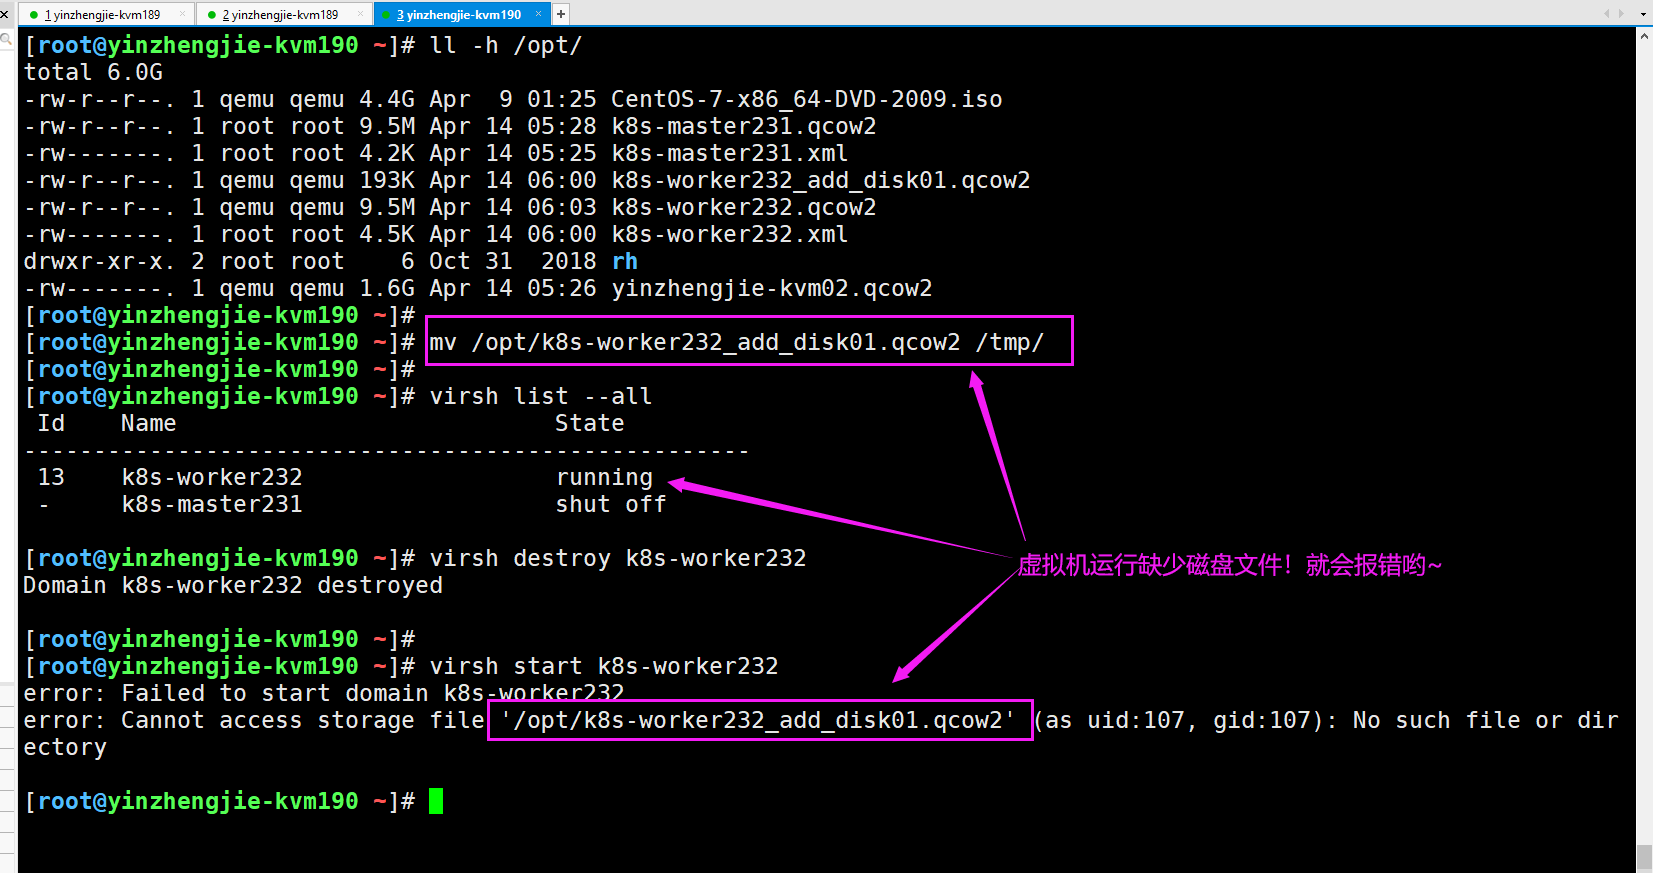 1 yinzhengjie-kvm189 2 yinzhengjie-kvm189 3 yinzhengjie-kvm190
[root@yinzhengjie-kvm190 ~]# ll -h /opt/
total 6.0G
-rw-r--r--. 1 qemu qemu 4.4G Apr  9 01:25 CentOS-7-x86_64-DVD-2009.iso
-rw-r--r--. 1 root root 9.5M Apr 14 05:28 k8s-master231.qcow2
-rw-------. 1 root root 4.2K Apr 14 05:25 k8s-master231.xml
-rw-r--r--. 1 qemu qemu 193K Apr 14 06:00 k8s-worker232_add_disk01.qcow2
-rw-r--r--. 1 qemu qemu 9.5M Apr 14 06:03 k8s-worker232.qcow2
-rw-------. 1 root root 4.5K Apr 14 06:00 k8s-worker232.xml
drwxr-xr-x. 2 root root    6 Oct 31  2018 rh
-rw-------. 1 qemu qemu 1.6G Apr 14 05:26 yinzhengjie-kvm02.qcow2
[root@yinzhengjie-kvm190 ~]#
[root@yinzhengjie-kvm190 ~]# mv /opt/k8s-worker232_add_disk01.qcow2 /tmp/
[root@yinzhengjie-kvm190 ~]#
[root@yinzhengjie-kvm190 ~]# virsh list --all
 Id    Name                           State
----------------------------------------------------
 13    k8s-worker232                  running
 -     k8s-master231                  shut off
[root@yinzhengjie-kvm190 ~]# virsh destroy k8s-worker232
虚拟机运行缺少磁盘文件！就会报错哟~
Domain k8s-worker232 destroyed
[root@yinzhengjie-kvm190 ~]#
[root@yinzhengjie-kvm190 ~]# virsh start k8s-worker232
error: Failed to start domain k8s-worker232
error: Cannot access storage file '/opt/k8s-worker232_add_disk01.qcow2' (as uid:107, gid:107): No such file or dir
ectory
[root@yinzhengjie-kvm190 ~]#